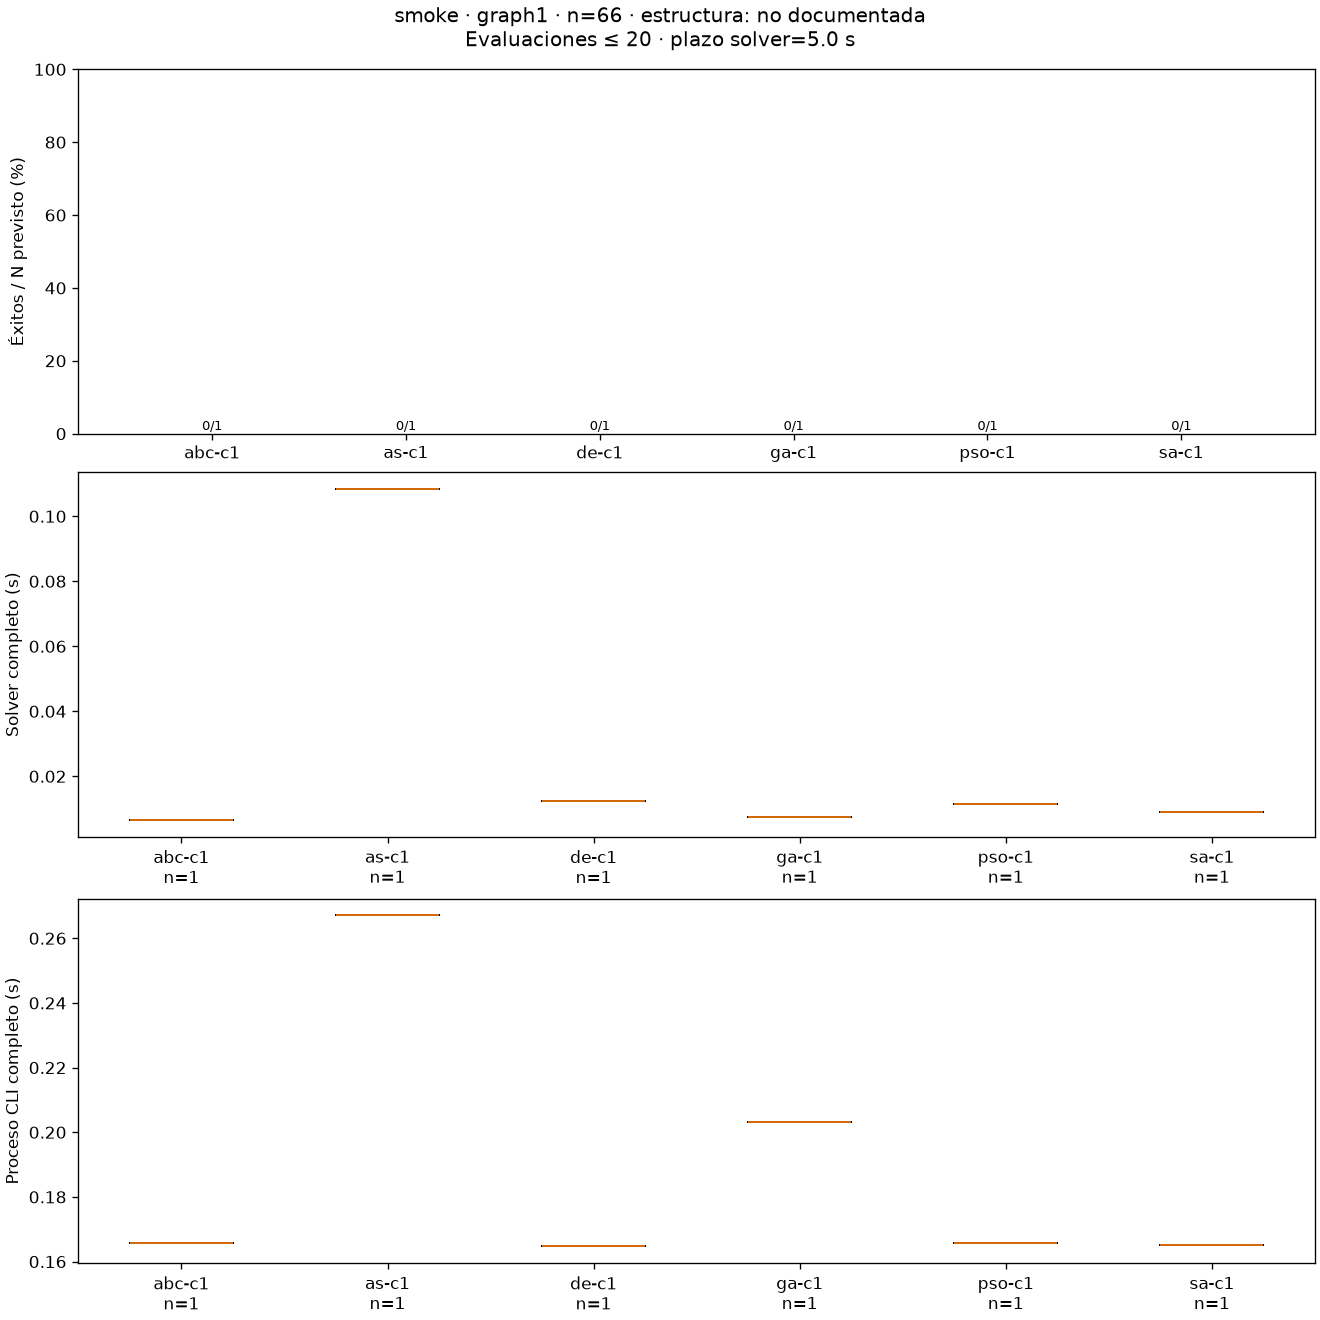 smoke · graph1 · n=66 · estructura: no documentada
Evaluaciones ≤ 20 · plazo solver=5.0 s
Éxitos / N previsto (%)
100
80
60
40
20
0
0/1 0/1 0/1 0/1 0/1 0/1
abc-c1 as-c1 de-c1 ga-c1 pso-c1 sa-c1
Solver completo (s)
0.10
0.08
0.06
0.04
0.02
abc-c1 as-c1 de-c1 ga-c1 pso-c1 sa-c1
n=1 n=1 n=1 n=1 n=1 n=1
Proceso CLI completo (s)
0.26
0.24
0.22
0.20
0.18
0.16
abc-c1 as-c1 de-c1 ga-c1 pso-c1 sa-c1
n=1 n=1 n=1 n=1 n=1 n=1